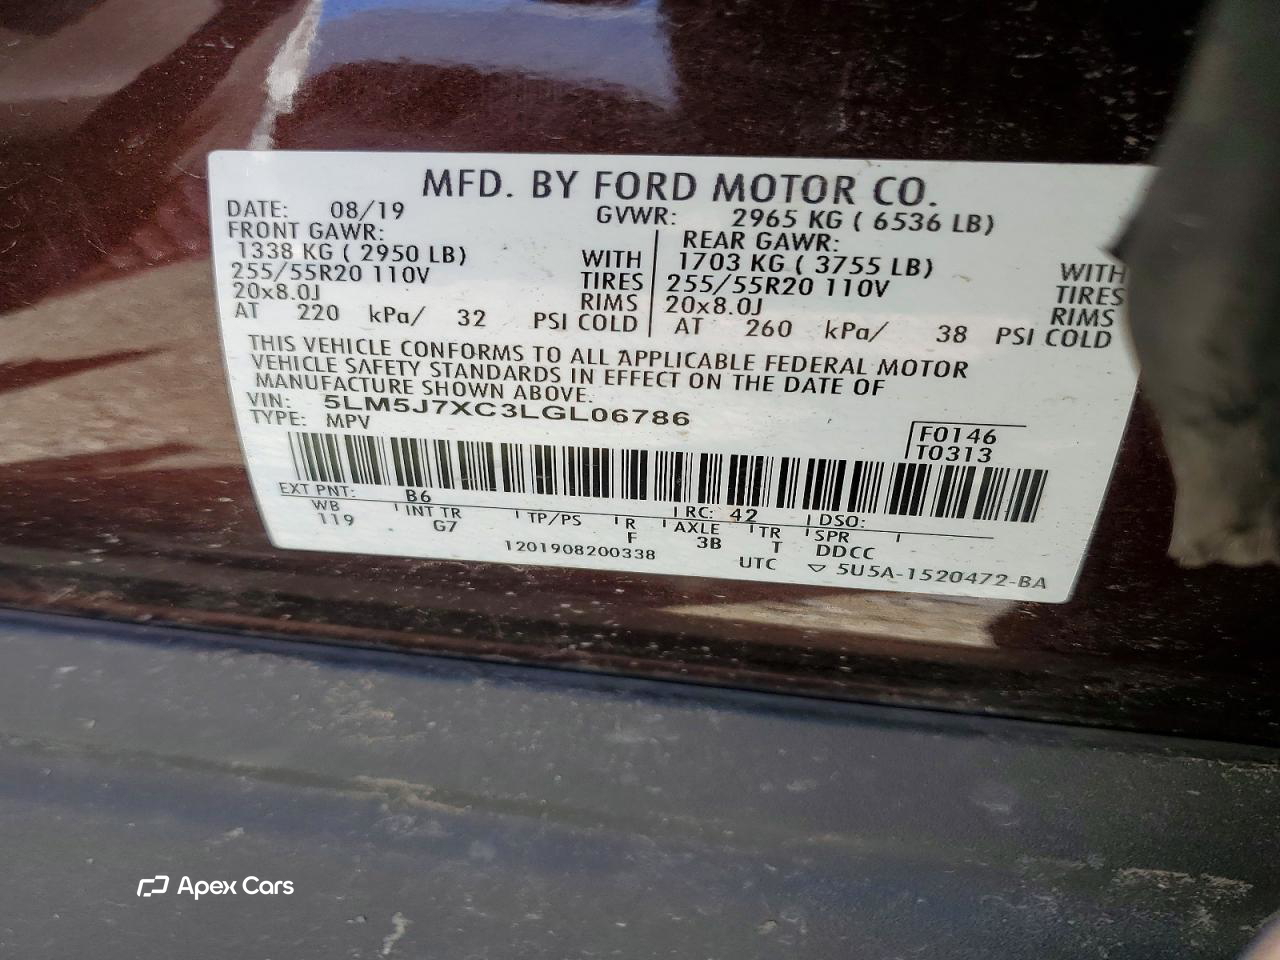 MFD. BY FORD MOTOR CO.
DATE: 08/19
GVWR: 2965 KG ( 6536 LB)
FRONT GAWR:
1338 KG ( 2950 LB) WITH
255/55R20 110V TIRES
20x8.0J RIMS
AT 220 kPa/ 32 PSI COLD
REAR GAWR:
1703 KG ( 3755 LB) WITH
255/55R20 110V TIRES
20x8.0J RIMS
AT 260 kPa/ 38 PSI COLD
THIS VEHICLE CONFORMS TO ALL APPLICABLE FEDERAL MOTOR
VEHICLE SAFETY STANDARDS IN EFFECT ON THE DATE OF
MANUFACTURE SHOWN ABOVE.
VIN: 5LM5J7XC3LGL06786
TYPE: MPV
F0146
T0313
EXT PNT: B6 RC: 42 DSO:
WB INT TR TP/PS R AXLE TR SPR
119 G7 F 3B T DDCC
1201908200338
UTC ▽ 5U5A-1520472-BA
Apex Cars